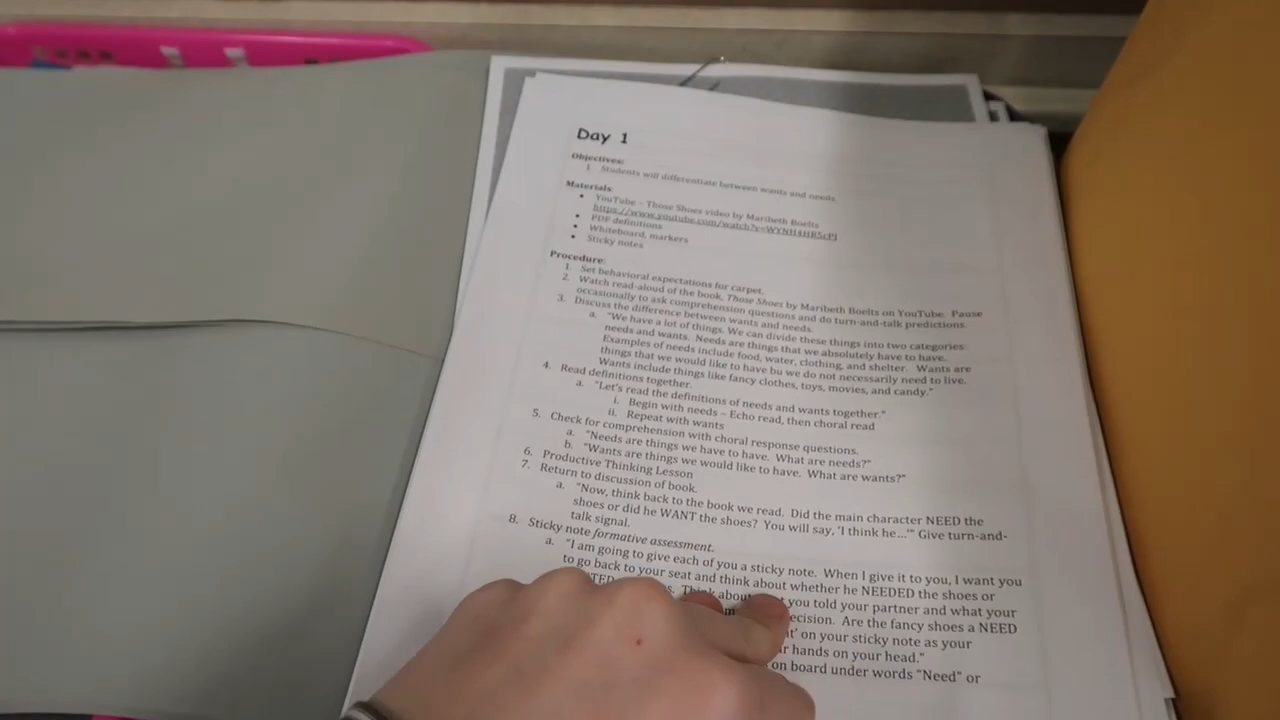 Day 1
Objectives:
1. Students will differentiate between wants and needs.
Materials:
• YouTube – Those Shoes video by Maribeth Boelts
https://www.youtube.com/watch?v=WYNH4HR5cPI
• PDF definitions
• Whiteboard, markers
• Sticky notes
Procedure:
1. Set behavioral expectations for carpet.
2. Watch read-aloud of the book, Those Shoes by Maribeth Boelts on YouTube. Pause
occasionally to ask comprehension questions and do turn-and-talk predictions.
3. Discuss the difference between wants and needs.
a. "We have a lot of things. We can divide these things into two categories:
needs and wants. Needs are things that we absolutely have to have.
Examples of needs include food, water, clothing, and shelter. Wants are
things that we would like to have bu we do not necessarily need to live.
Wants include things like fancy clothes, toys, movies, and candy."
4. Read definitions together.
a. "Let's read the definitions of needs and wants together."
i. Begin with needs – Echo read, then choral read
ii. Repeat with wants
5. Check for comprehension with choral response questions.
a. "Needs are things we have to have. What are needs?"
b. "Wants are things we would like to have. What are wants?"
6. Productive Thinking Lesson
7. Return to discussion of book.
a. "Now, think back to the book we read. Did the main character NEED the
shoes or did he WANT the shoes? You will say, 'I think he...'" Give turn-and-
talk signal.
8. Sticky note formative assessment.
a. "I am going to give each of you a sticky note. When I give it to you, I want you
to go back to your seat and think about whether he NEEDED the shoes or
Think about you told your partner and what your
Are the fancy shoes a NEED
on your sticky note as your
hands on your head."
on board under words "Need" or